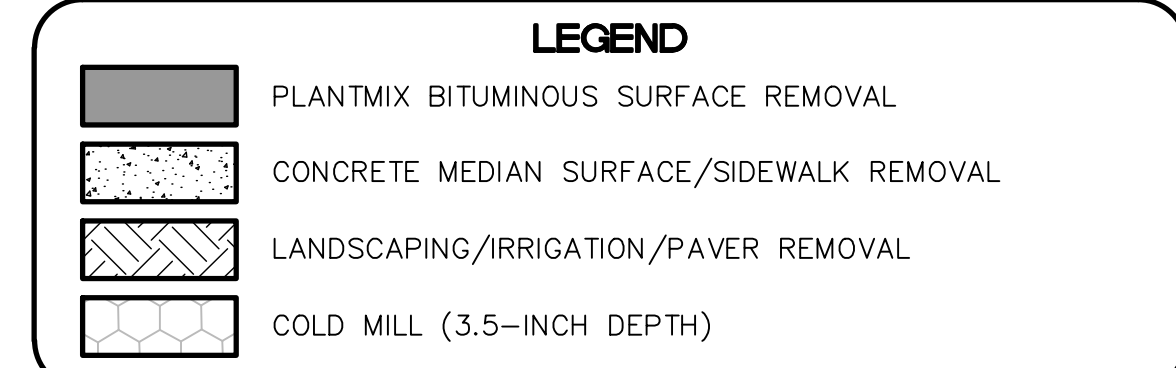 LEGEND
PLANTMIX BITUMINOUS SURFACE REMOVAL
CONCRETE MEDIAN SURFACE/SIDEWALK REMOVAL
LANDSCAPING/IRRIGATION/PAVER REMOVAL
COLD MILL (3.5-INCH DEPTH)